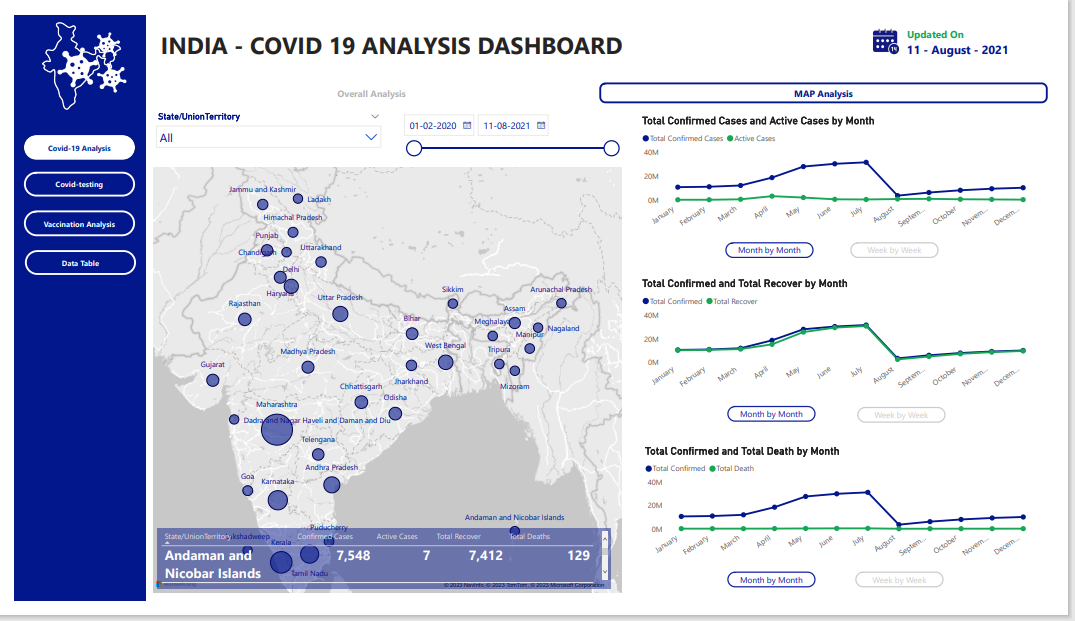 INDIA - COVID 19 ANALYSIS DASHBOARD
Updated On
11 - August - 2021
19
Overall Analysis
MAP Analysis
Covid-19 Analysis
Covid-testing
Vaccination Analysis
Data Table
State/UnionTerritory
All
01-02-2020
11-08-2021
Jammu and Kashmir
Ladakh
Himachal Pradesh
Punjab
Chandigarh
Uttarakhand
Delhi
Haryana
Rajasthan
Uttar Pradesh
Sikkim
Arunachal Pradesh
Assam
Bihar
Meghalaya
Nagaland
Manipur
West Bengal
Tripura
Madhya Pradesh
Gujarat
Jharkhand
Mizoram
Chhattisgarh
Odisha
Maharashtra
Dadra and Nagar Haveli and Daman and Diu
Telengana
Andhra Pradesh
Goa
Karnataka
Andaman and Nicobar Islands
Puducherry
Lakshadweep
Kerala
Tamil Nadu
State/UnionTerritory
Confirmed Cases
Active Cases
Total Recover
Total Deaths
Andaman and Nicobar Islands 7,548 7 7,412 129
© 2023 NavInfo, © 2023 TomTom, © 2023 Microsoft Corporation
Total Confirmed Cases and Active Cases by Month
Total Confirmed Cases Active Cases
40M
20M
0M
January February March April May June July August Septem... October Novem... Decem...
Month by Month
Week by Week
Total Confirmed and Total Recover by Month
Total Confirmed Total Recover
40M
20M
0M
January February March April May June July August Septem... October Novem... Decem...
Month by Month
Week by Week
Total Confirmed and Total Death by Month
Total Confirmed Total Death
40M
20M
0M
January February March April May June July August Septem... October Novem... Decem...
Month by Month
Week by Week